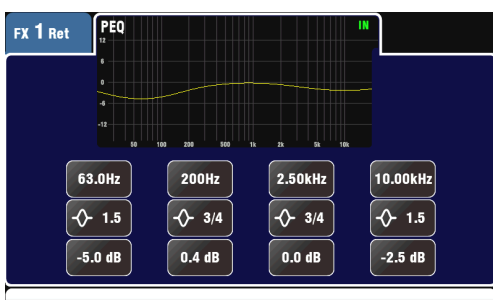 FX 1 Ret
PEQ
IN
12
6
0
-6
-12
50 100 200 500 1k 2k 5k 10k
63.0Hz 200Hz 2.50kHz 10.00kHz
1.5 3/4 3/4 1.5
-5.0 dB 0.4 dB 0.0 dB -2.5 dB